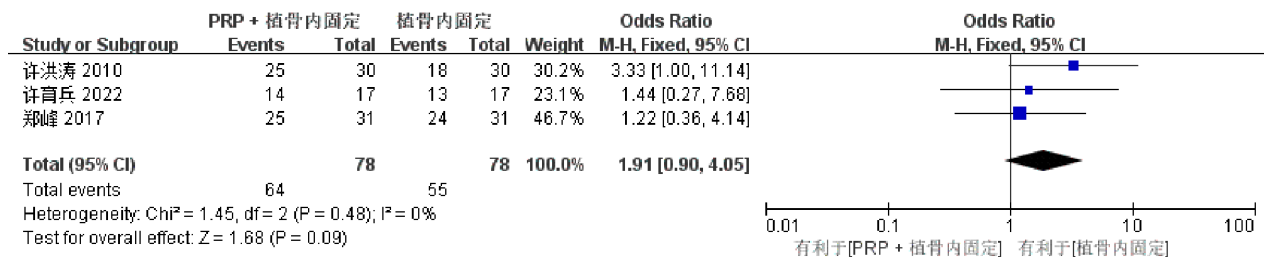 PRP + 植骨内固定 植骨内固定 Odds Ratio Odds Ratio
Study or Subgroup Events Total Events Total Weight M-H, Fixed, 95% CI M-H, Fixed, 95% CI
许洪涛 2010 25 30 18 30 30.2% 3.33 [1.00, 11.14]
许育兵 2022 14 17 13 17 23.1% 1.44 [0.27, 7.68]
郑峰 2017 25 31 24 31 46.7% 1.22 [0.36, 4.14]
Total (95% CI) 78 78 100.0% 1.91 [0.90, 4.05]
Total events 64 55
Heterogeneity: Chi² = 1.45, df = 2 (P = 0.48); I² = 0%
Test for overall effect: Z = 1.68 (P = 0.09)
0.01 0.1 1 10 100
有利于[PRP + 植骨内固定] 有利于[植骨内固定]